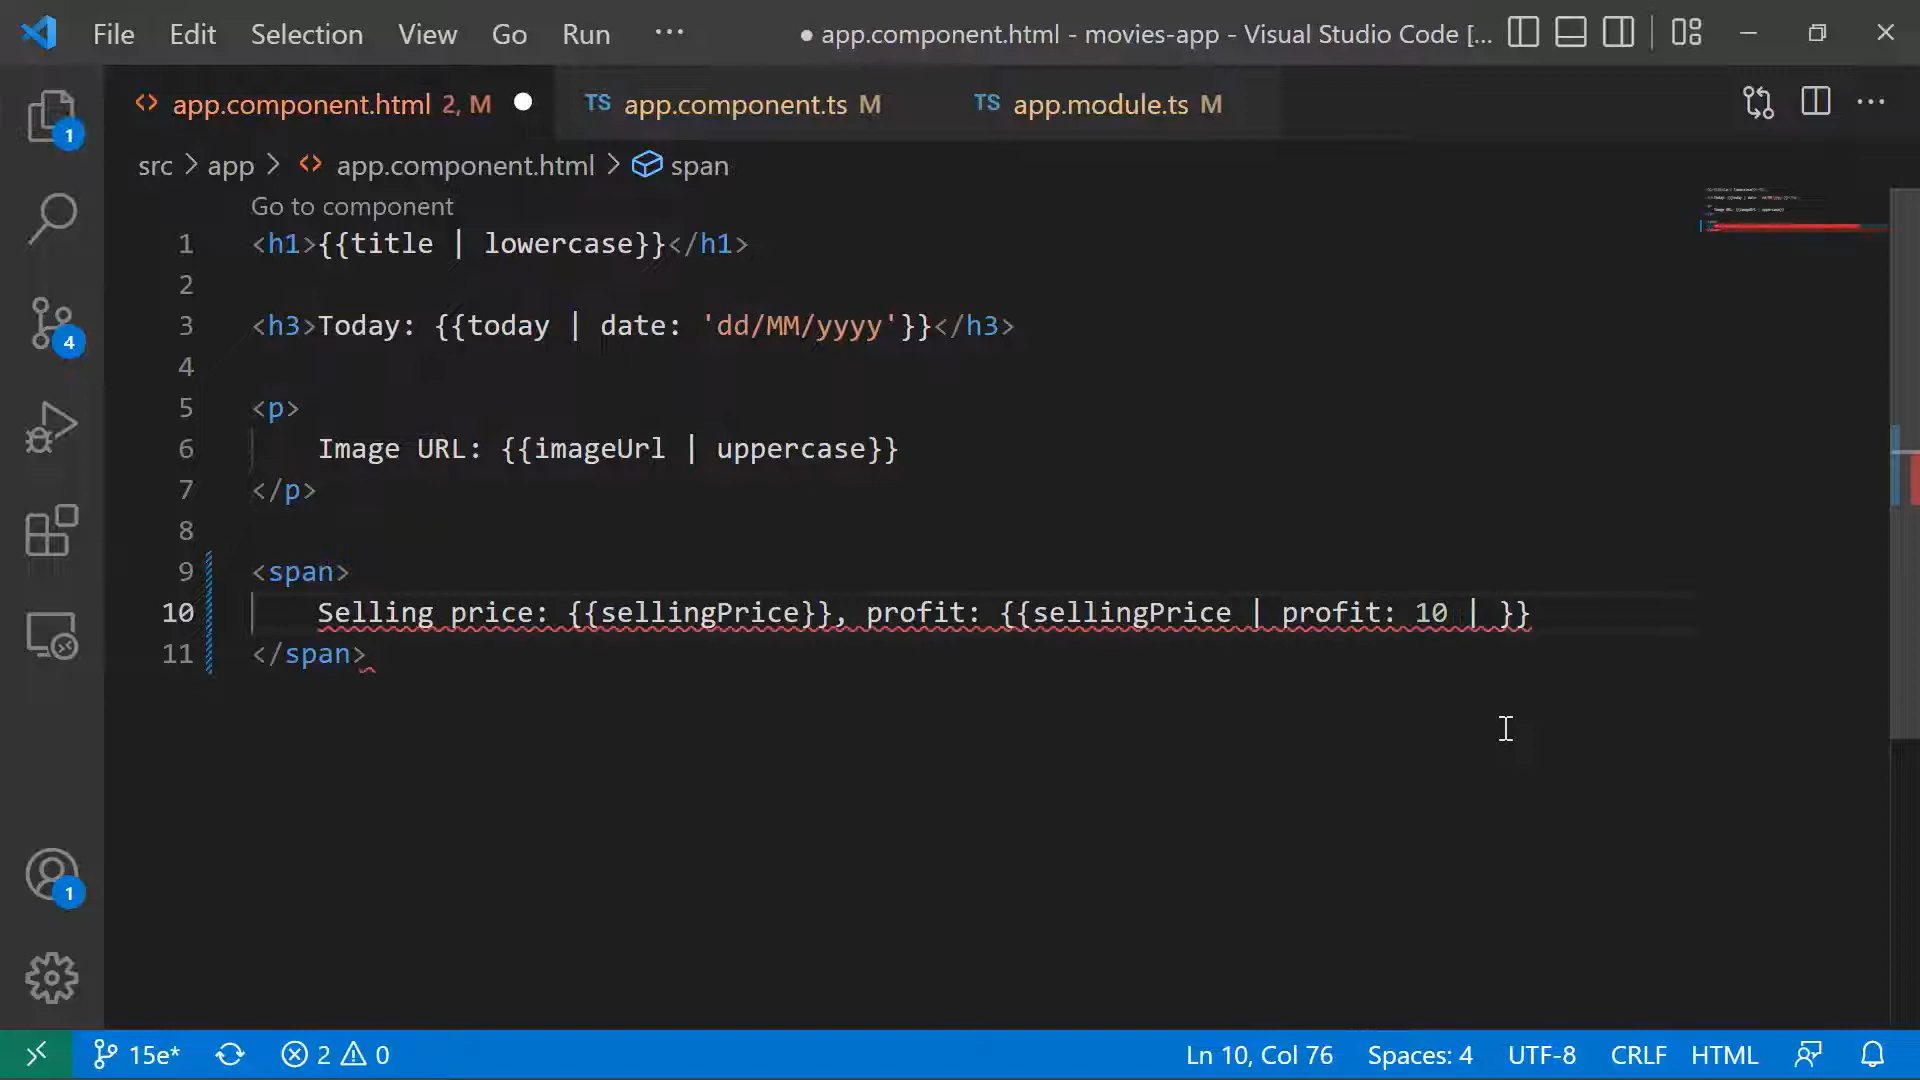 File Edit Selection View Go Run ··· ● app.component.html - movies-app - Visual Studio Code [...
<> app.component.html 2, M ● TS app.component.ts M TS app.module.ts M ···
src > app > <> app.component.html > span
Go to component
1 <h1>{{title | lowercase}}</h1>
2
3 <h3>Today: {{today | date: 'dd/MM/yyyy'}}</h3>
4
5 <p>
6 Image URL: {{imageUrl | uppercase}}
7 </p>
8
9 <span>
10 Selling price: {{sellingPrice}}, profit: {{sellingPrice | profit: 10 | }}
11 </span>
1
4
1
15e* 2 0 Ln 10, Col 76 Spaces: 4 UTF-8 CRLF HTML